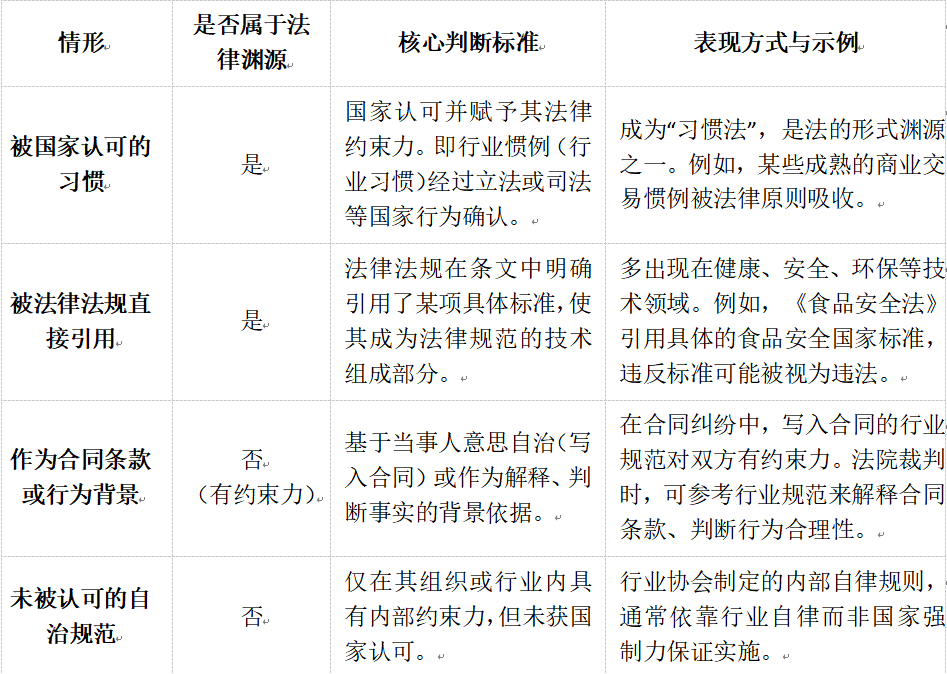 情形
是否属于法
律渊源
核心判断标准
表现方式与示例
被国家认可的
习惯
是
国家认可并赋予其法律
约束力。即行业惯例（行
业习惯）经过立法或司法
等国家行为确认。
成为“习惯法”，是法的形式渊源
之一。例如，某些成熟的商业交
易惯例被法律原则吸收。
被法律法规直
接引用
是
法律法规在条文中明确
引用了某项具体标准，使
其成为法律规范的技术
组成部分。
多出现在健康、安全、环保等技
术领域。例如，《食品安全法》
引用具体的食品安全国家标准，
违反标准可能被视为违法。
作为合同条款
或行为背景
否
（有约束力）
基于当事人意思自治（写
入合同）或作为解释、判
断事实的背景依据。
在合同纠纷中，写入合同的行业
规范对双方有约束力。法院裁判
时，可参考行业规范来解释合同
条款、判断行为合理性。
未被认可的自
治规范
否
仅在其组织或行业内具
有内部约束力，但未获国
家认可。
行业协会制定的内部自律规则，
通常依靠行业自律而非国家强
制力保证实施。